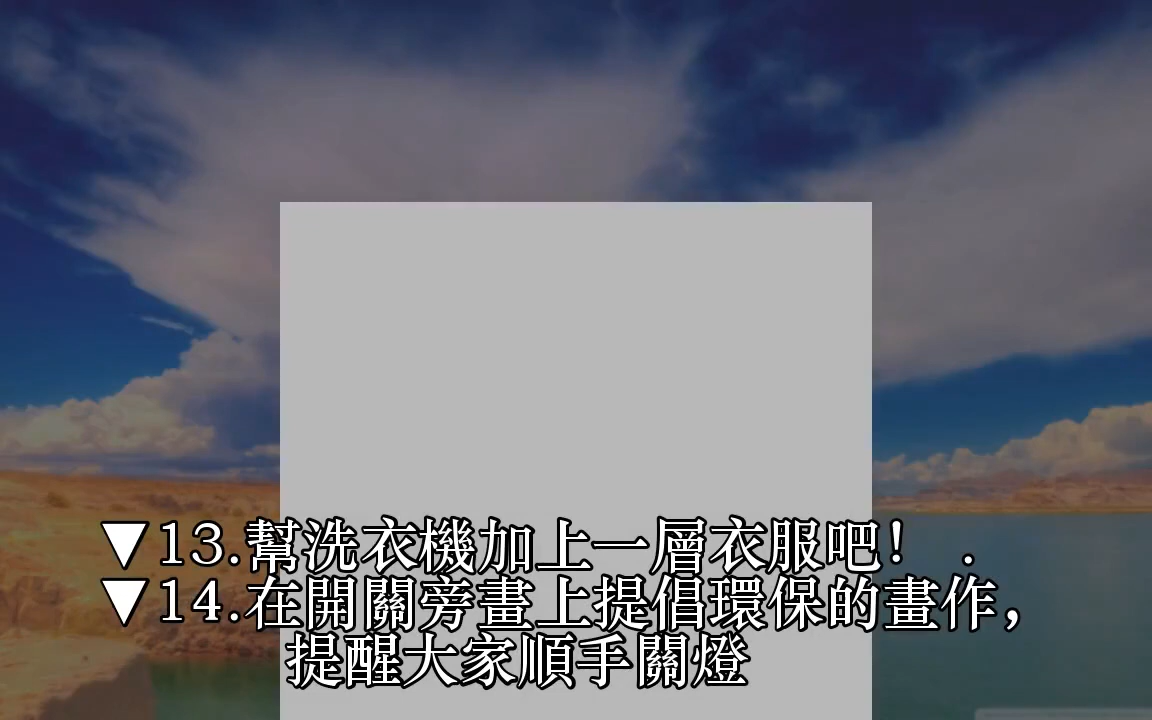 ▼13.幫洗衣機加上一層衣服吧! .
▼14.在開關旁畫上提倡環保的畫作,
提醒大家順手關燈